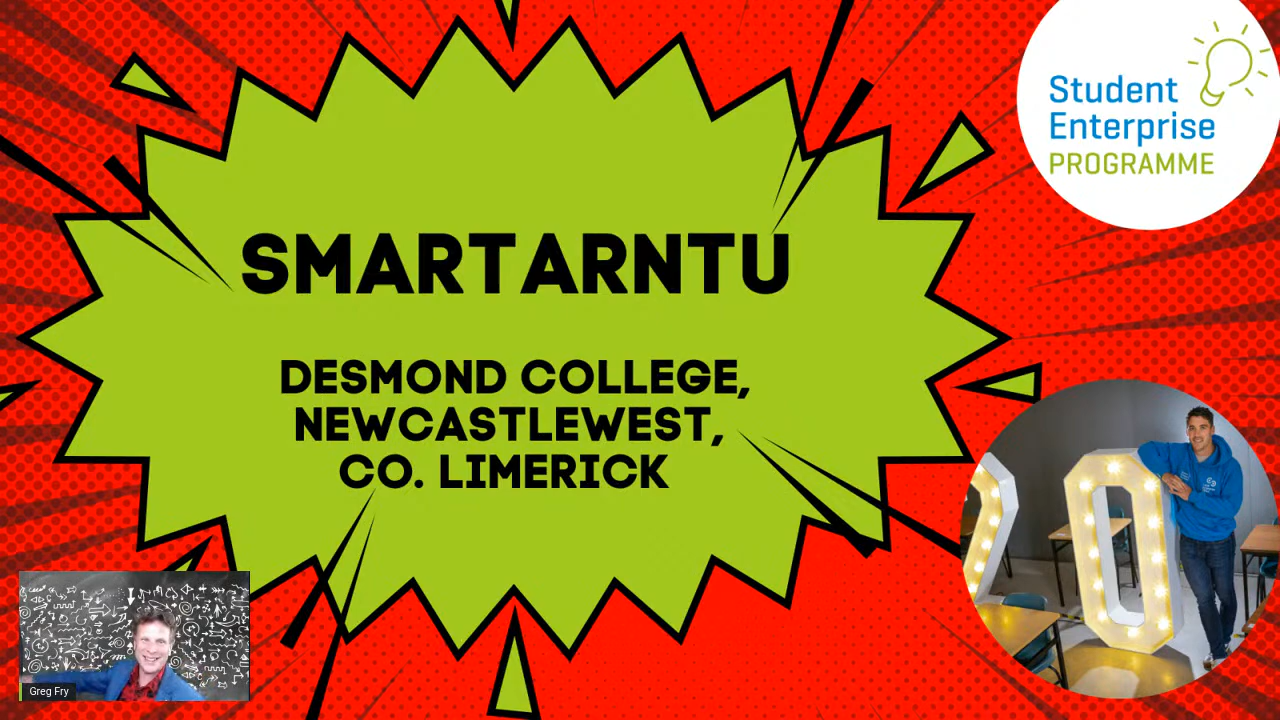 Student
Enterprise
PROGRAMME
SMARTARNTU
DESMOND COLLEGE,
NEWCASTLEWEST,
CO. LIMERICK
Greg Fry